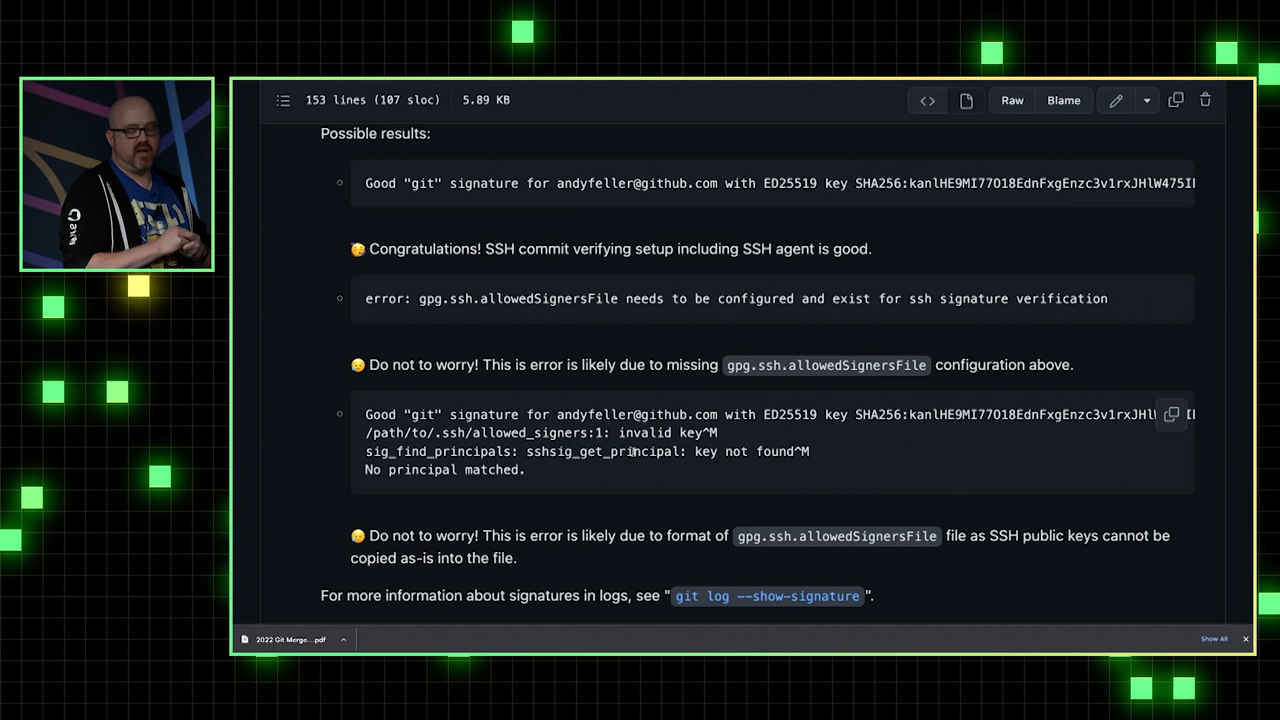 153 lines (107 sloc) 5.89 KB Raw Blame
Possible results:
Good "git" signature for andyfeller@github.com with ED25519 key SHA256:kanlHE9MI77O18EdnFxgEnzc3v1rxJHlW475I
🥳 Congratulations! SSH commit verifying setup including SSH agent is good.
error: gpg.ssh.allowedSignersFile needs to be configured and exist for ssh signature verification
😥 Do not to worry! This is error is likely due to missing gpg.ssh.allowedSignersFile configuration above.
Good "git" signature for andyfeller@github.com with ED25519 key SHA256:kanlHE9MI77O18EdnFxgEnzc3v1rxJHl
/path/to/.ssh/allowed_signers:1: invalid key^M
sig_find_principals: sshsig_get_principal: key not found^M
No principal matched.
😥 Do not to worry! This is error is likely due to format of gpg.ssh.allowedSignersFile file as SSH public keys cannot be
copied as-is into the file.
For more information about signatures in logs, see "git log --show-signature".
2022 Git Merge....pdf Show All